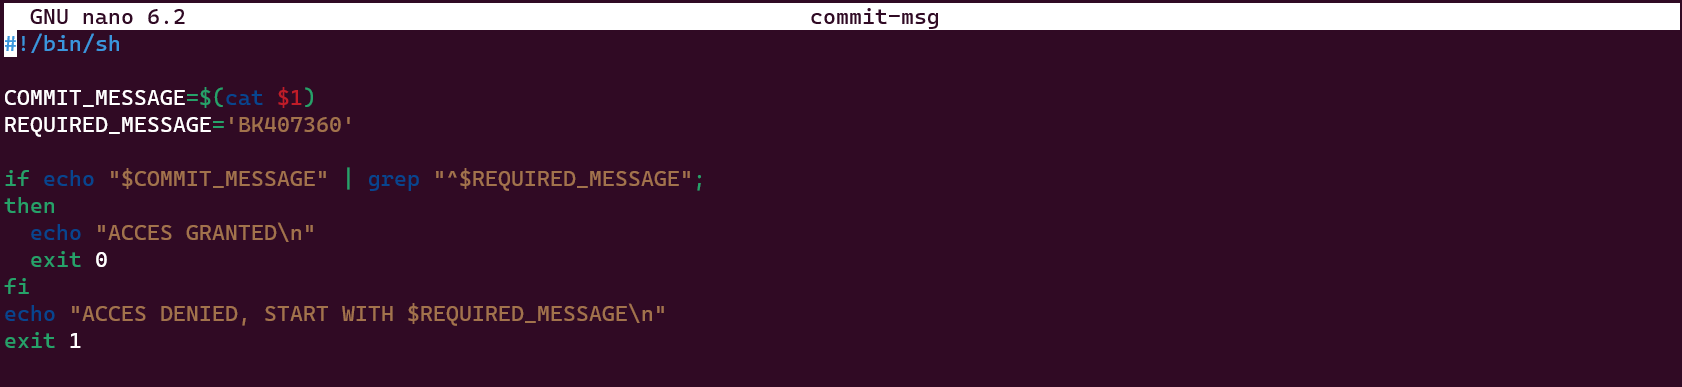 GNU nano 6.2 commit-msg
#!/bin/sh
COMMIT_MESSAGE=$(cat $1)
REQUIRED_MESSAGE='BK407360'
if echo "$COMMIT_MESSAGE" | grep "^$REQUIRED_MESSAGE";
then
echo "ACCES GRANTED\n"
exit 0
fi
echo "ACCES DENIED, START WITH $REQUIRED_MESSAGE\n"
exit 1